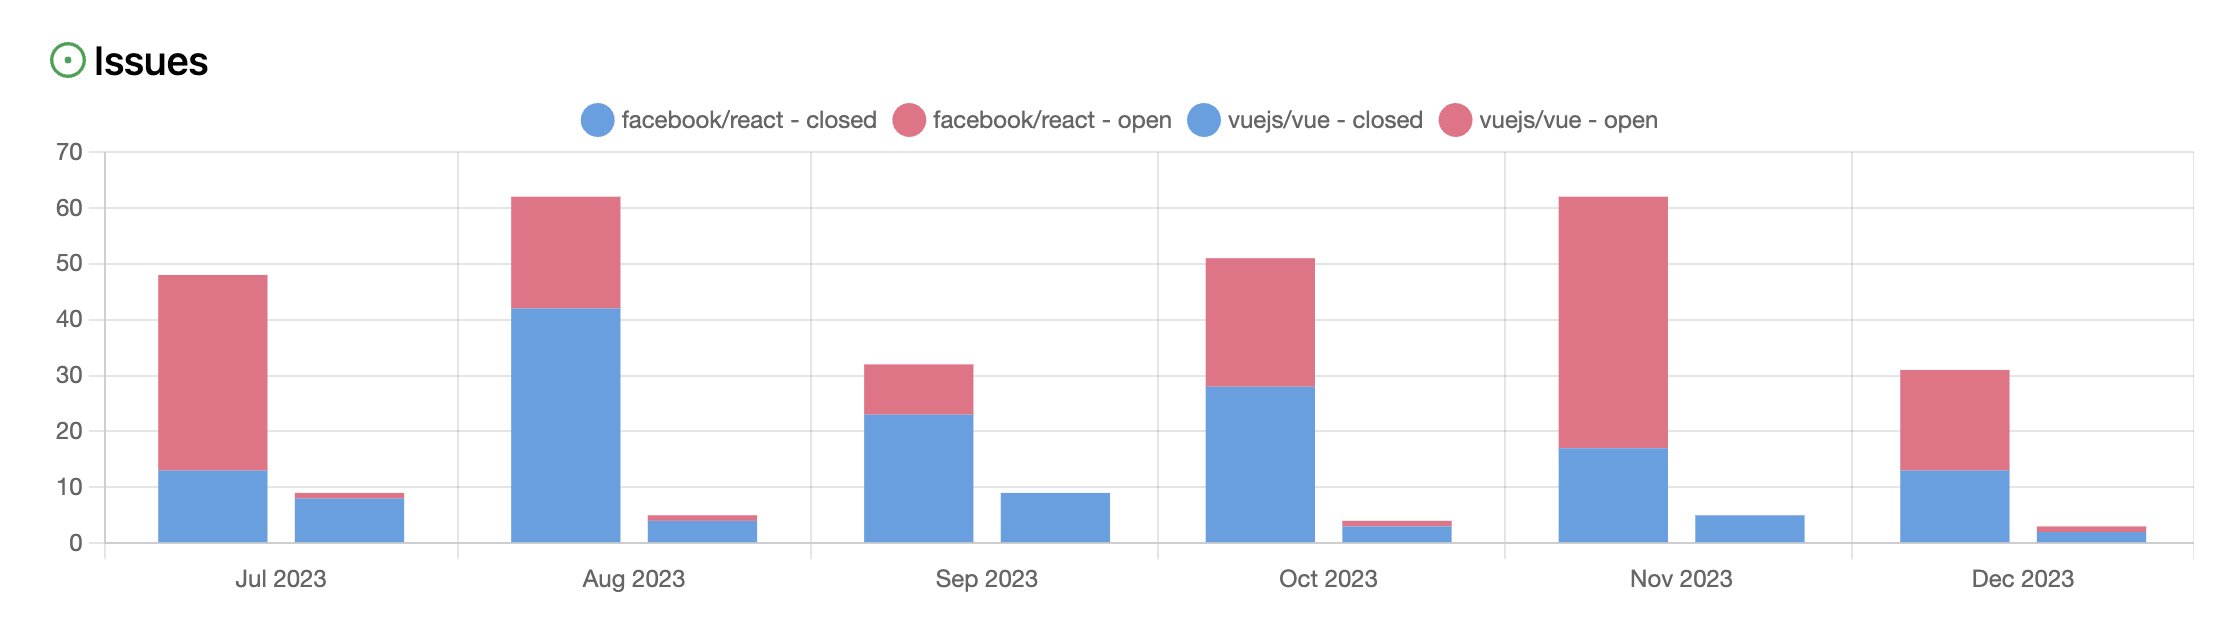 Issues
facebook/react - closed facebook/react - open vuejs/vue - closed vuejs/vue - open
70
60
50
40
30
20
10
0
Jul 2023 Aug 2023 Sep 2023 Oct 2023 Nov 2023 Dec 2023